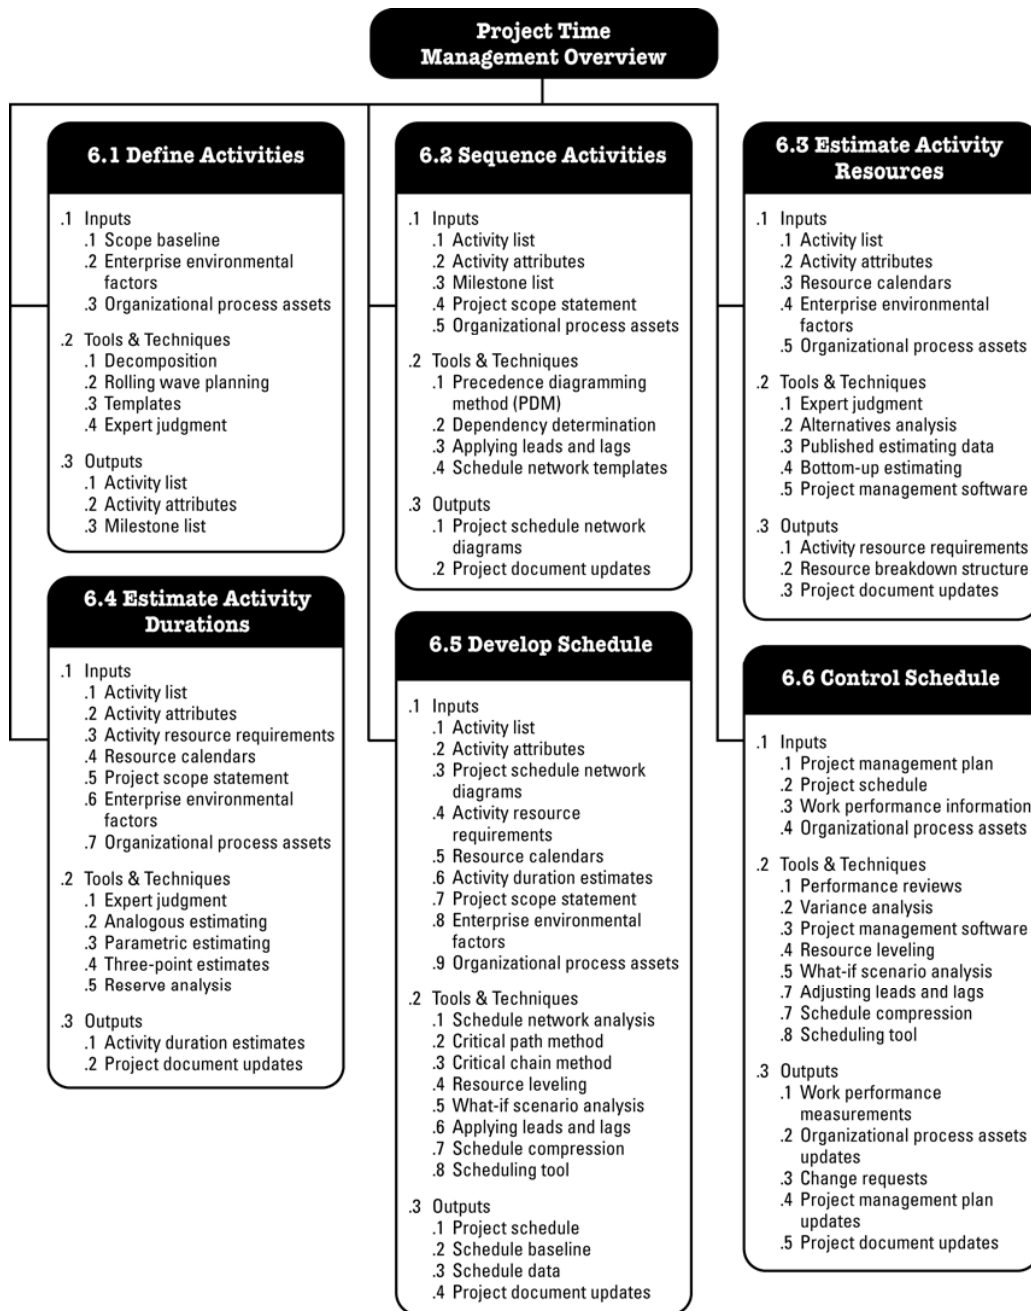 Project Time
Management Overview
6.1 Define Activities
.1 Inputs
.1 Scope baseline
.2 Enterprise environmental
factors
.3 Organizational process assets
.2 Tools & Techniques
.1 Decomposition
.2 Rolling wave planning
.3 Templates
.4 Expert judgment
.3 Outputs
.1 Activity list
.2 Activity attributes
.3 Milestone list
6.2 Sequence Activities
.1 Inputs
.1 Activity list
.2 Activity attributes
.3 Milestone list
.4 Project scope statement
.5 Organizational process assets
.2 Tools & Techniques
.1 Precedence diagramming
method (PDM)
.2 Dependency determination
.3 Applying leads and lags
.4 Schedule network templates
.3 Outputs
.1 Project schedule network
diagrams
.2 Project document updates
6.3 Estimate Activity
Resources
.1 Inputs
.1 Activity list
.2 Activity attributes
.3 Resource calendars
.4 Enterprise environmental
factors
.5 Organizational process assets
.2 Tools & Techniques
.1 Expert judgment
.2 Alternatives analysis
.3 Published estimating data
.4 Bottom-up estimating
.5 Project management software
.3 Outputs
.1 Activity resource requirements
.2 Resource breakdown structure
.3 Project document updates
6.4 Estimate Activity
Durations
.1 Inputs
.1 Activity list
.2 Activity attributes
.3 Activity resource requirements
.4 Resource calendars
.5 Project scope statement
.6 Enterprise environmental
factors
.7 Organizational process assets
.2 Tools & Techniques
.1 Expert judgment
.2 Analogous estimating
.3 Parametric estimating
.4 Three-point estimates
.5 Reserve analysis
.3 Outputs
.1 Activity duration estimates
.2 Project document updates
6.5 Develop Schedule
.1 Inputs
.1 Activity list
.2 Activity attributes
.3 Project schedule network
diagrams
.4 Activity resource
requirements
.5 Resource calendars
.6 Activity duration estimates
.7 Project scope statement
.8 Enterprise environmental
factors
.9 Organizational process assets
.2 Tools & Techniques
.1 Schedule network analysis
.2 Critical path method
.3 Critical chain method
.4 Resource leveling
.5 What-if scenario analysis
.6 Applying leads and lags
.7 Schedule compression
.8 Scheduling tool
.3 Outputs
.1 Project schedule
.2 Schedule baseline
.3 Schedule data
.4 Project document updates
6.6 Control Schedule
.1 Inputs
.1 Project management plan
.2 Project schedule
.3 Work performance information
.4 Organizational process assets
.2 Tools & Techniques
.1 Performance reviews
.2 Variance analysis
.3 Project management software
.4 Resource leveling
.5 What-if scenario analysis
.7 Adjusting leads and lags
.7 Schedule compression
.8 Scheduling tool
.3 Outputs
.1 Work performance
measurements
.2 Organizational process assets
updates
.3 Change requests
.4 Project management plan
updates
.5 Project document updates